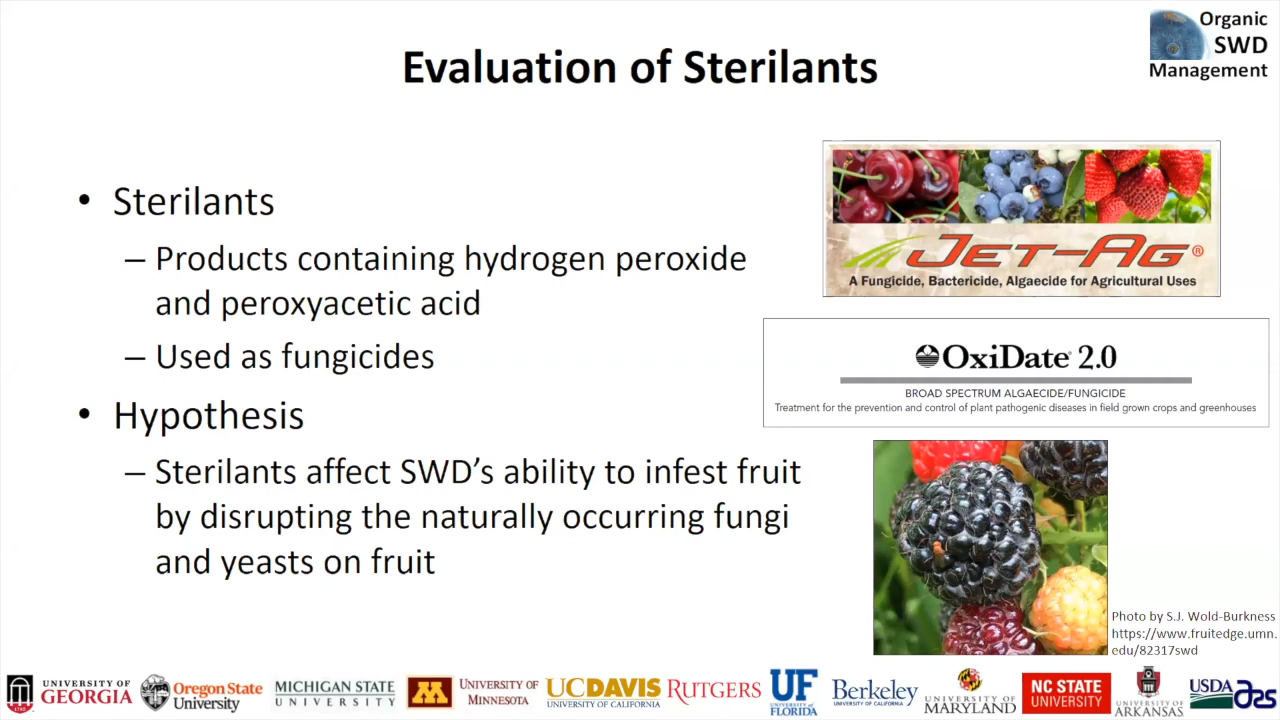 Organic
SWD
Management
Evaluation of Sterilants
• Sterilants
– Products containing hydrogen peroxide
and peroxyacetic acid
– Used as fungicides
• Hypothesis
– Sterilants affect SWD’s ability to infest fruit
by disrupting the naturally occurring fungi
and yeasts on fruit
JET-AG®
A Fungicide, Bactericide, Algaecide for Agricultural Uses
OxiDate® 2.0
BROAD SPECTRUM ALGAECIDE/FUNGICIDE
Treatment for the prevention and control of plant pathogenic diseases in field grown crops and greenhouses
Photo by S.J. Wold-Burkness
https://www.fruitedge.umn.
edu/82317swd
UNIVERSITY OF
GEORGIA
1785
Oregon State
University
MICHIGAN STATE
UNIVERSITY
M
UNIVERSITY OF
MINNESOTA
UCDAVIS
UNIVERSITY OF CALIFORNIA
RUTGERS
UF
UNIVERSITY of
FLORIDA
Berkeley
UNIVERSITY OF CALIFORNIA
UNIVERSITY OF
MARYLAND
NC STATE
UNIVERSITY
UNIVERSITY OF
ARKANSAS
USDA
ars